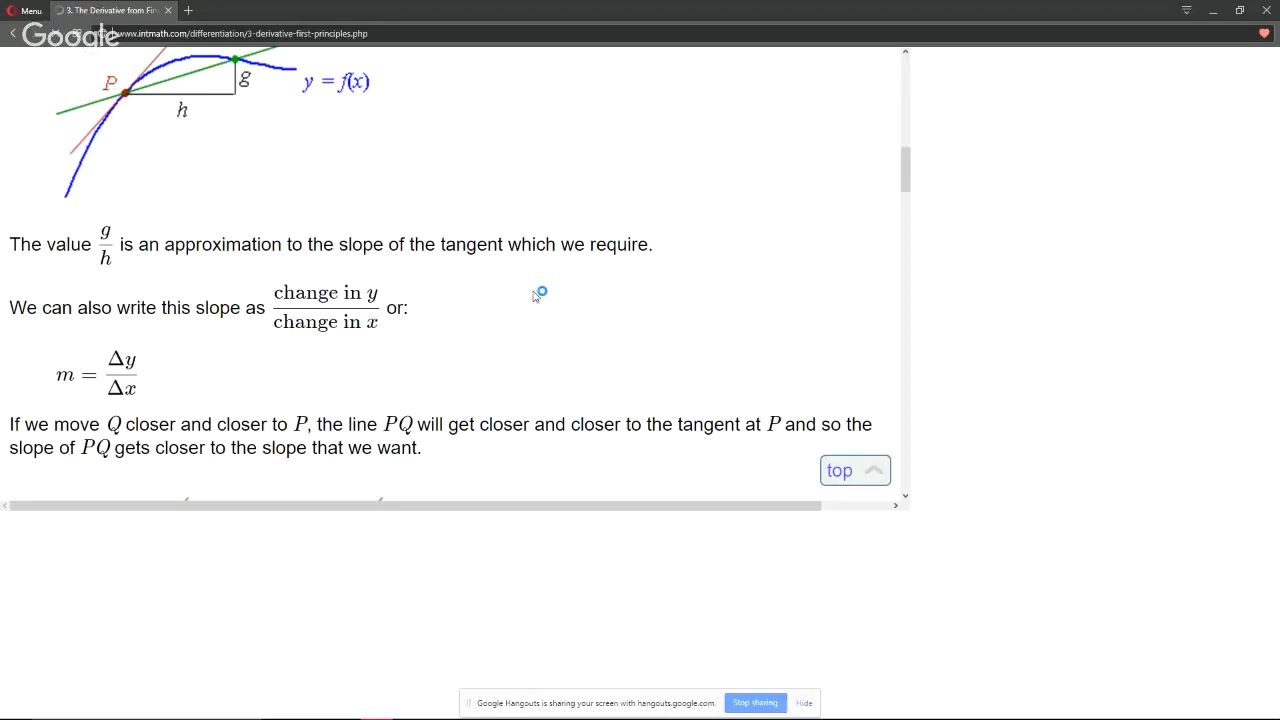 Menu
3. The Derivative from Firs
www.intmath.com/differentiation/3-derivative-first-principles.php
Google
P
g
y = f(x)
h
The value g/h is an approximation to the slope of the tangent which we require.
We can also write this slope as change in y/change in x or:
m = Δy/Δx
If we move Q closer and closer to P, the line PQ will get closer and closer to the tangent at P and so the
slope of PQ gets closer to the slope that we want.
top
Google Hangouts is sharing your screen with hangouts.google.com.
Stop sharing
Hide